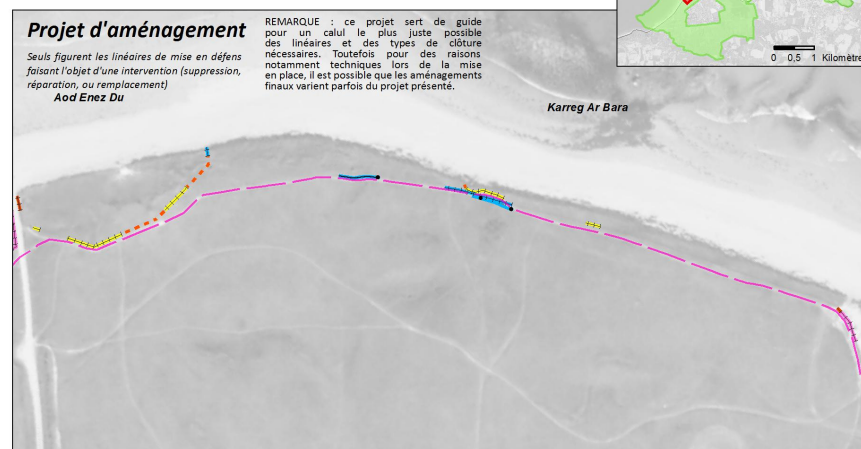 Projet d'aménagement
Seuls figurent les linéaires de mise en défens
faisant l'objet d'une intervention (suppression,
réparation, ou remplacement)
Aod Enez Du
REMARQUE : ce projet sert de guide
pour un calul le plus juste possible
des linéaires et des types de clôture
nécessaires. Toutefois pour des raisons
notamment techniques lors de la mise
en place, il est possible que les aménagements
finaux varient parfois du projet présenté.
Karreg Ar Bara
0 0,5 1 Kilomètre